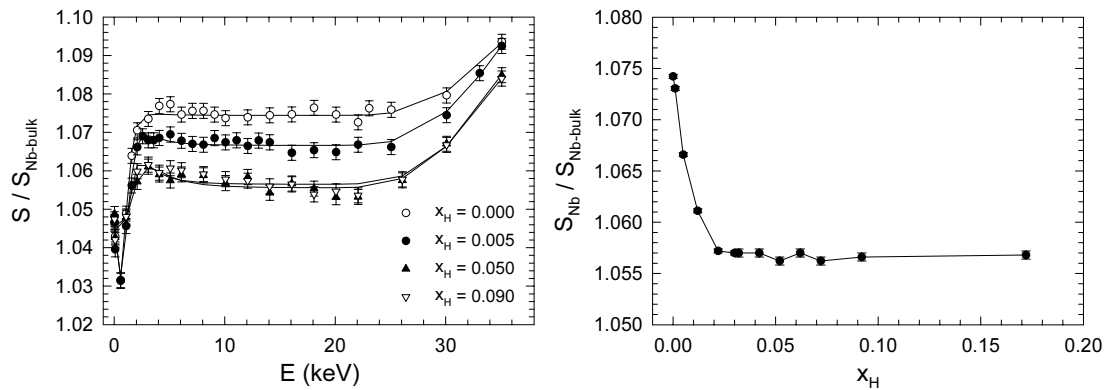 1.10
1.09
1.08
1.07
1.06
1.05
1.04
1.03
1.02
S / S_Nb-bulk
0 10 20 30
E (keV)
x_H = 0.000
x_H = 0.005
x_H = 0.050
x_H = 0.090
1.080
1.075
1.070
1.065
1.060
1.055
1.050
S_Nb / S_Nb-bulk
0.00 0.05 0.10 0.15 0.20
x_H